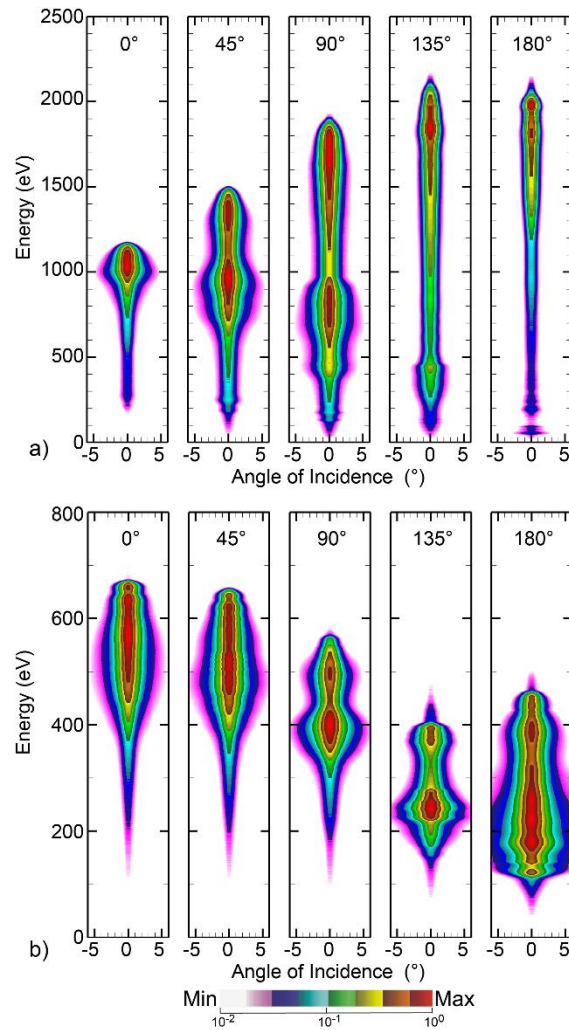 2500
0° 45° 90° 135° 180°
2000
1500
1000
500
0
Energy (eV)
-5 0 5 -5 0 5 -5 0 5 -5 0 5 -5 0 5
a) Angle of Incidence (°)
800
0° 45° 90° 135° 180°
600
400
200
0
Energy (eV)
-5 0 5 -5 0 5 -5 0 5 -5 0 5 -5 0 5
b) Angle of Incidence (°)
Min Max
10⁻² 10⁻¹ 10⁰